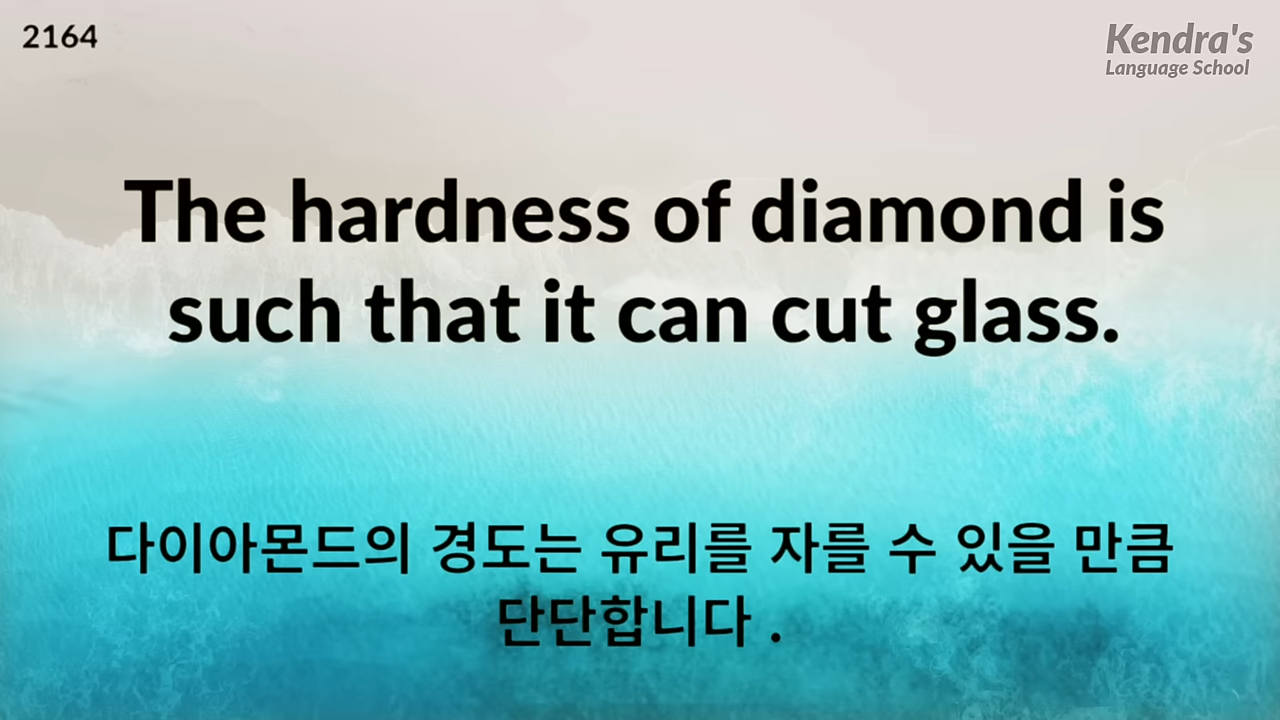 2164
Kendra's
Language School
The hardness of diamond is
such that it can cut glass.
다이아몬드의 경도는 유리를 자를 수 있을 만큼
단단합니다 .